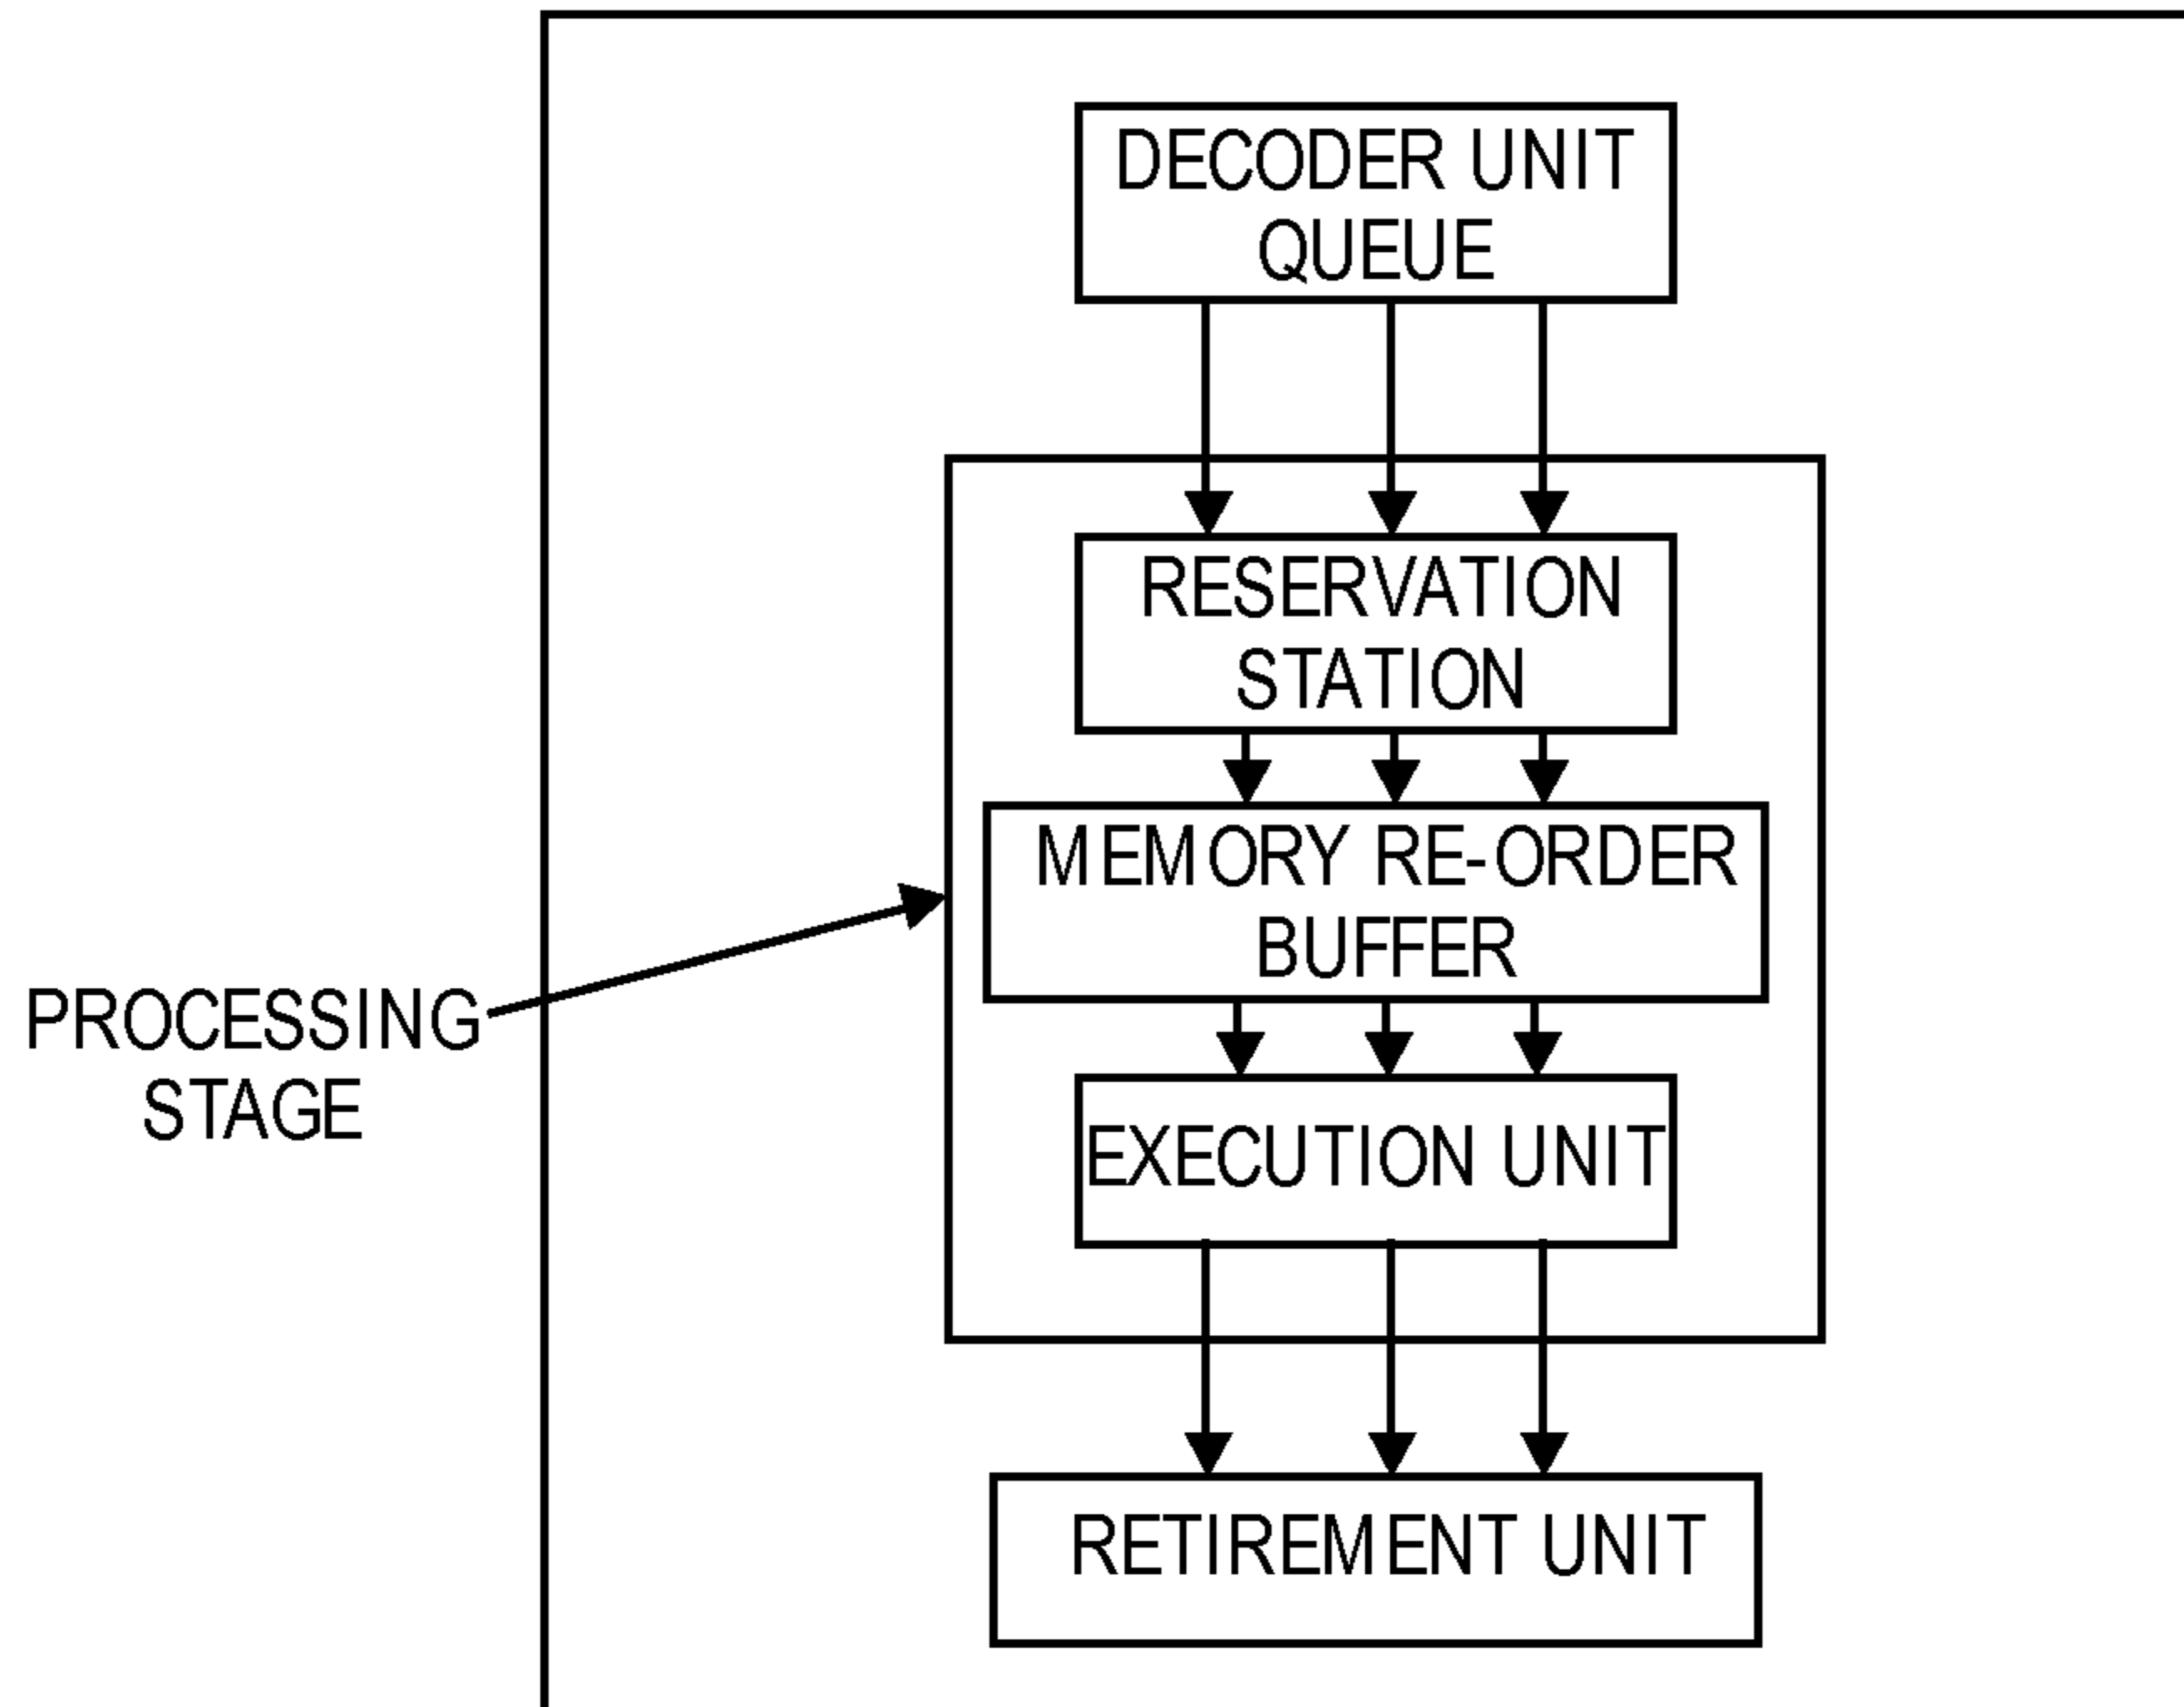 DECODER UNIT
QUEUE
RESERVATION
STATION
MEMORY RE-ORDER
BUFFER
PROCESSING
STAGE
EXECUTION UNIT
RETIREMENT UNIT